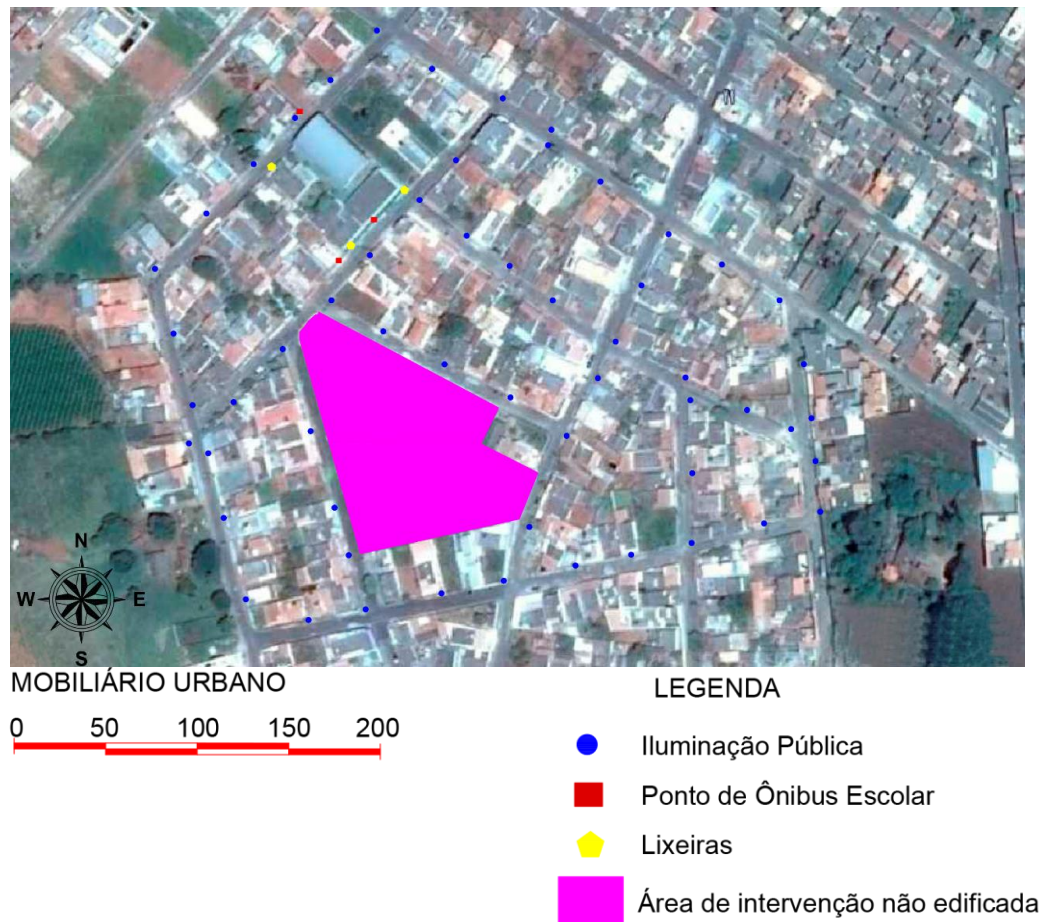 N
W E
S
MOBILIÁRIO URBANO
0 50 100 150 200
LEGENDA
Iluminação Pública
Ponto de Ônibus Escolar
Lixeiras
Área de intervenção não edificada